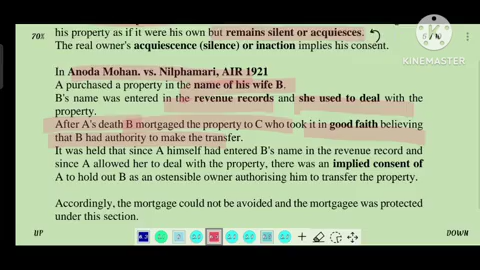 his property as if it were his own but remains silent or acquiesces.
The real owner's acquiescence (silence) or inaction implies his consent.
In Anoda Mohan. vs. Nilphamari, AIR 1921
A purchased a property in the name of his wife B.
B's name was entered in the revenue records and she used to deal with the
property.
After A's death B mortgaged the property to C who took it in good faith believing
that B had authority to make the transfer.
It was held that since A himself had entered B's name in the revenue record and
since A allowed her to deal with the property, there was an implied consent of
A to hold out B as an ostensible owner authorising him to transfer the property.
Accordingly, the mortgage could not be avoided and the mortgagee was protected
under this section.
70%
KINEMASTER
UP
DOWN